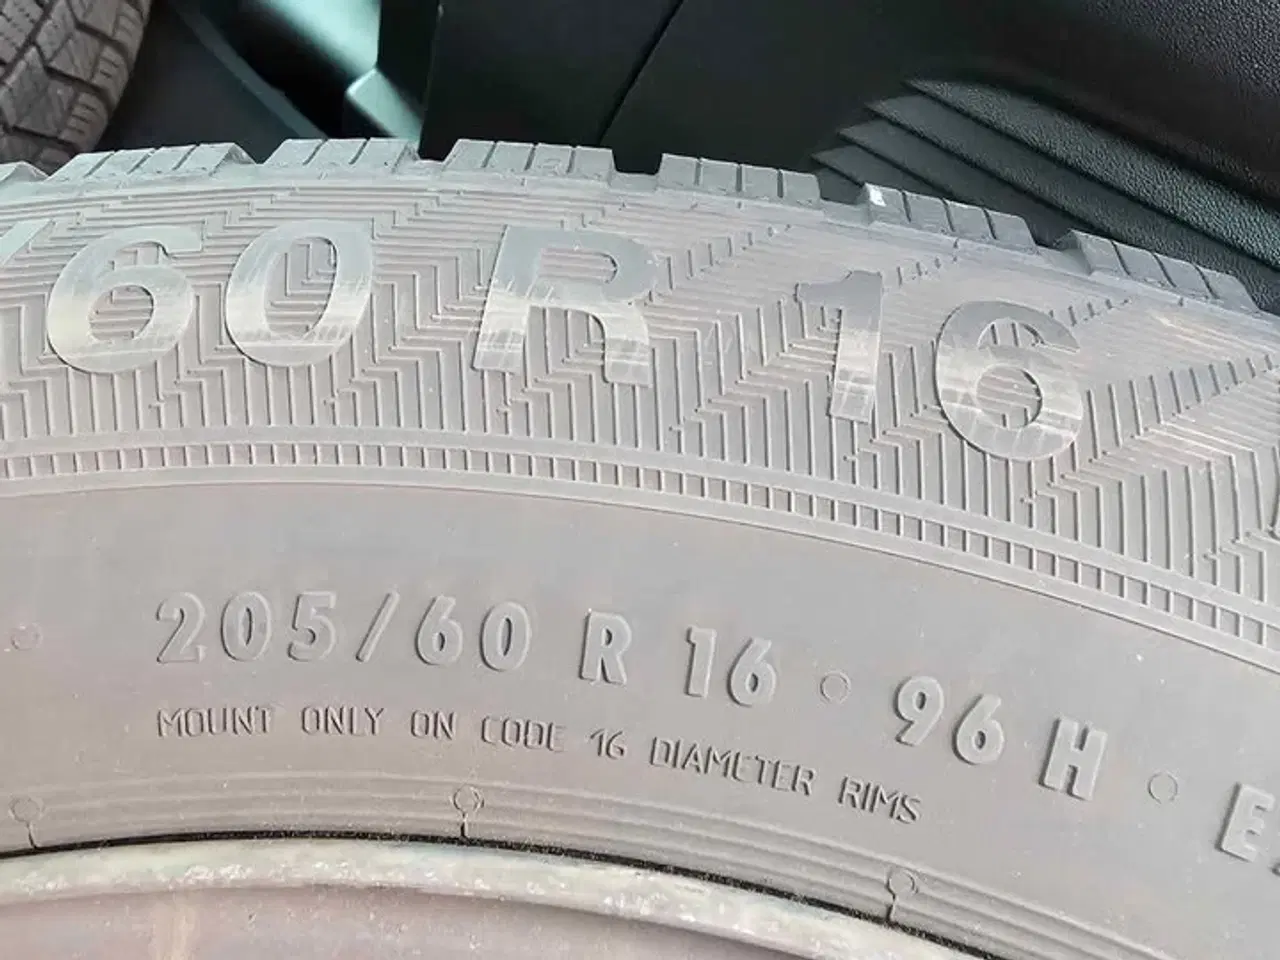 60 R 16
205/60 R 16 96 H
MOUNT ONLY ON CODE 16 DIAMETER RIMS